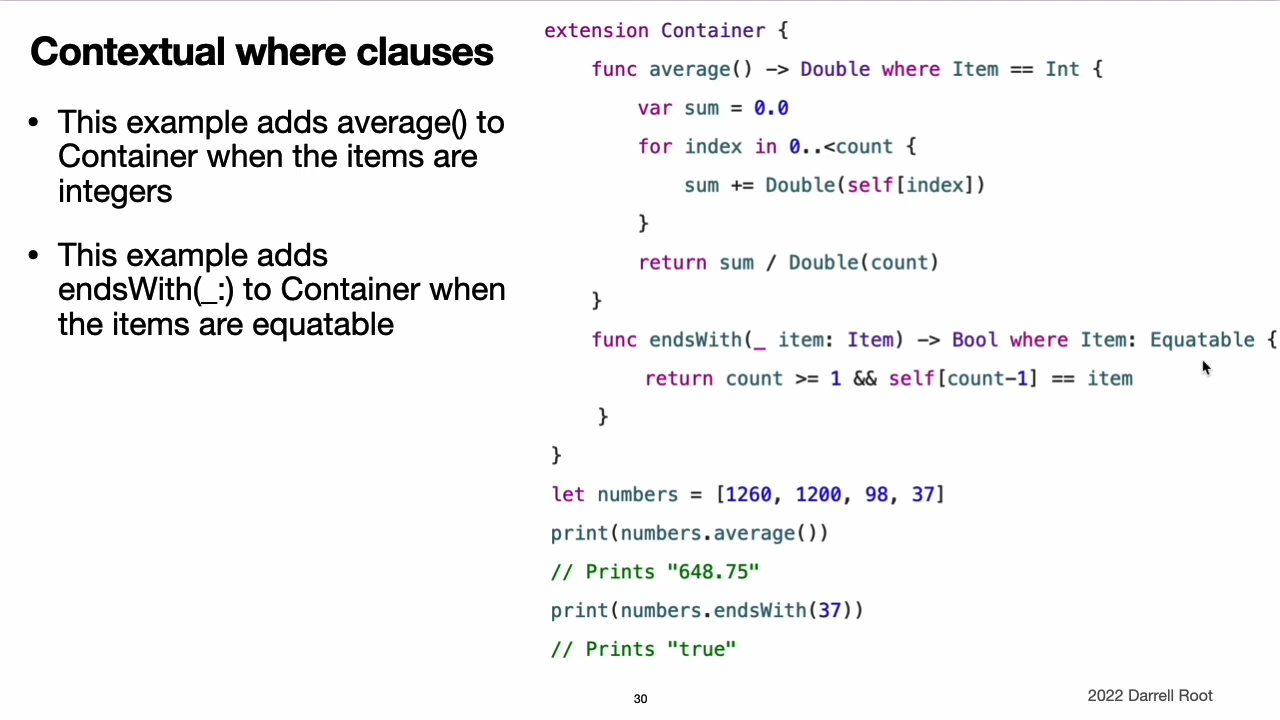 Contextual where clauses
• This example adds average() to
Container when the items are
integers
• This example adds
endsWith(_:) to Container when
the items are equatable
extension Container {
func average() -> Double where Item == Int {
var sum = 0.0
for index in 0..<count {
sum += Double(self[index])
}
return sum / Double(count)
}
func endsWith(_ item: Item) -> Bool where Item: Equatable {
return count >= 1 && self[count-1] == item
}
}
let numbers = [1260, 1200, 98, 37]
print(numbers.average())
// Prints "648.75"
print(numbers.endsWith(37))
// Prints "true"
30
2022 Darrell Root